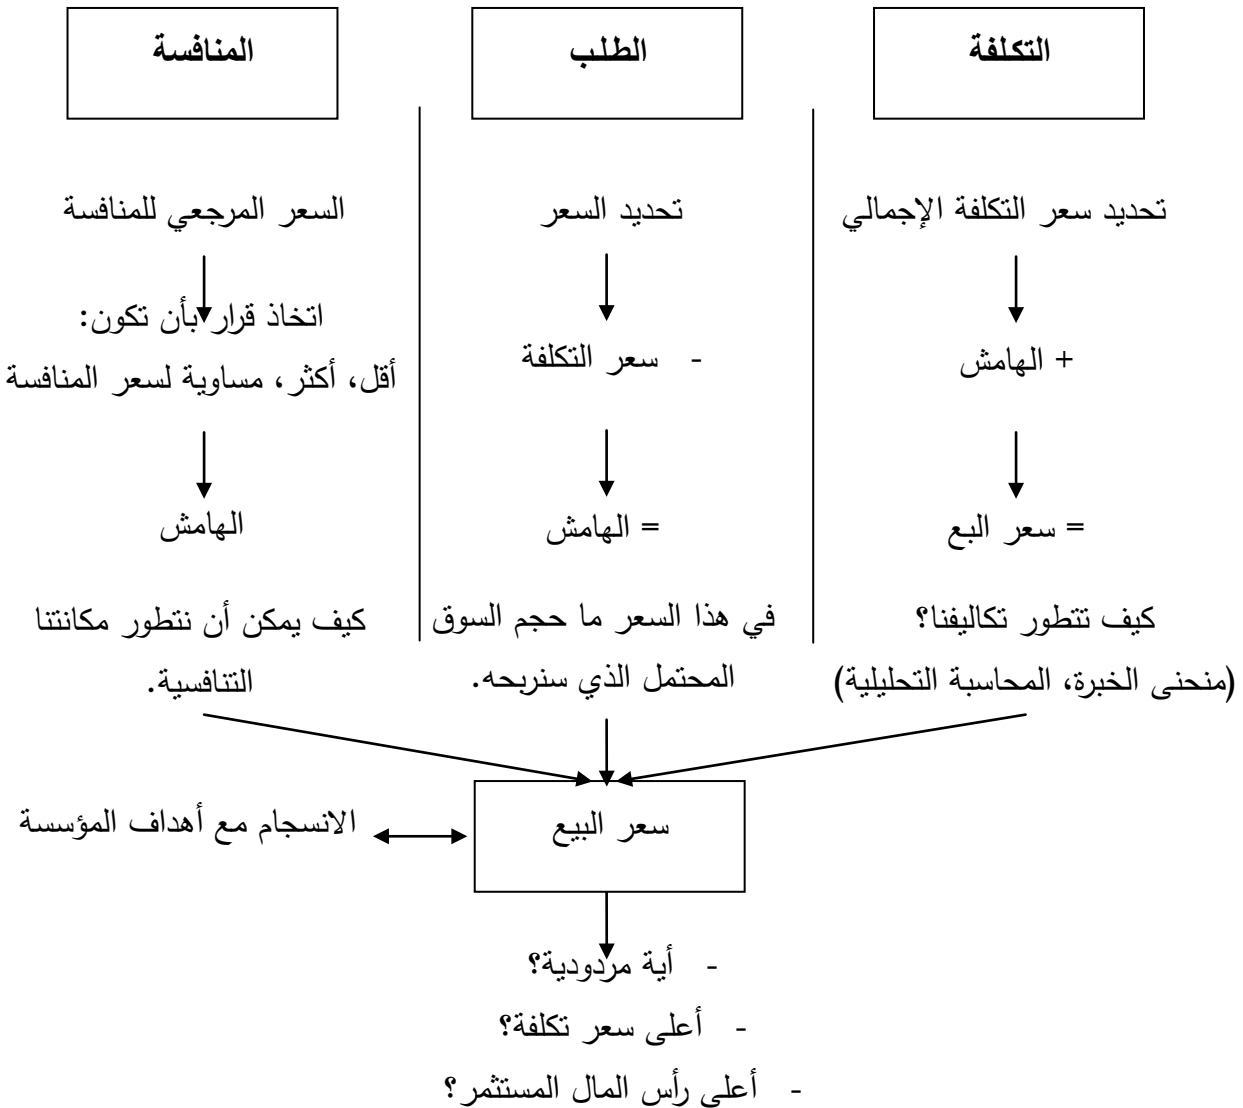 التكلفة
الطلب
المنافسة
تحديد سعر التكلفة الإجمالي
+ الهامش
= سعر البع
كيف تتطور تكاليفنا؟
(منحنى الخبرة، المحاسبة التحليلية)
تحديد السعر
- سعر التكلفة
= الهامش
في هذا السعر ما حجم السوق
المحتمل الذي سنربحه.
السعر المرجعي للمنافسة
اتخاذ قرار بأن تكون:
أقل، أكثر، مساوية لسعر المنافسة
الهامش
كيف يمكن أن نتطور مكانتنا
التنافسية.
سعر البيع
الانسجام مع أهداف المؤسسة
- أية مردودية؟
- أعلى سعر تكلفة؟
- أعلى رأس المال المستثمر؟